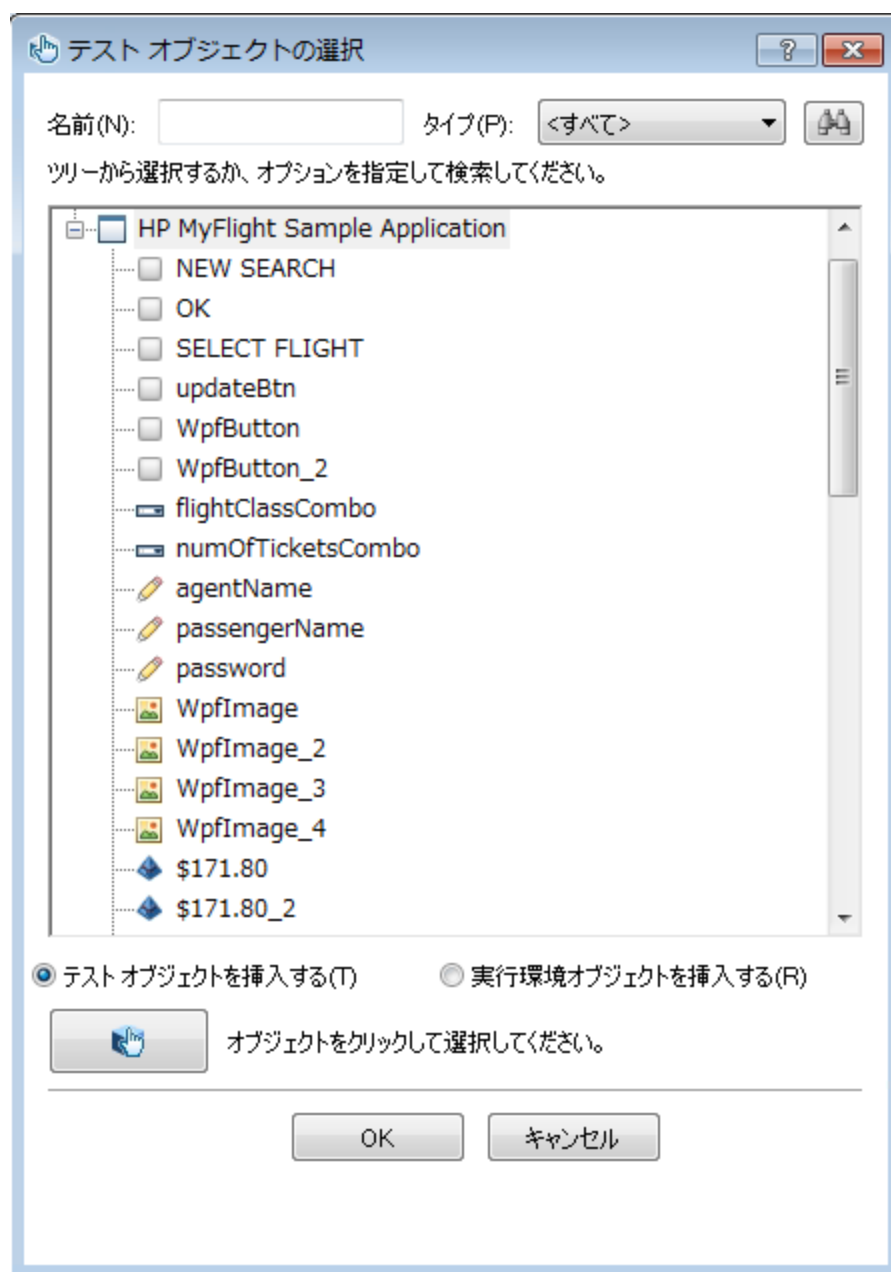 テスト オブジェクトの選択
名前(N): タイプ(P): <すべて>
ツリーから選択するか、オプションを指定して検索してください。
HP MyFlight Sample Application
NEW SEARCH
OK
SELECT FLIGHT
updateBtn
WpfButton
WpfButton_2
flightClassCombo
numOfTicketsCombo
agentName
passengerName
password
WpfImage
WpfImage_2
WpfImage_3
WpfImage_4
$171.80
$171.80_2
テスト オブジェクトを挿入する(T) 実行環境オブジェクトを挿入する(R)
オブジェクトをクリックして選択してください。
OK キャンセル